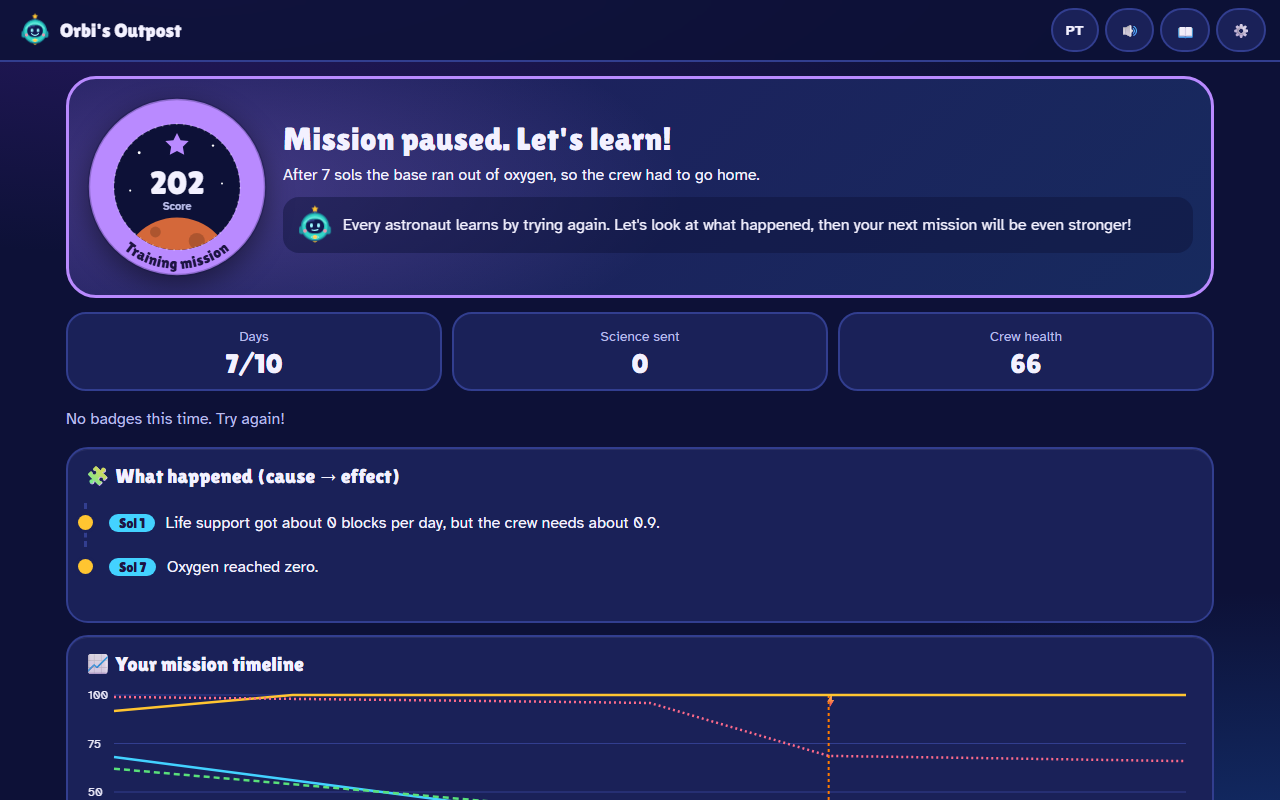 Orbi's Outpost
PT
Mission paused. Let's learn!
After 7 sols the base ran out of oxygen, so the crew had to go home.
202
Score
Training mission
Every astronaut learns by trying again. Let's look at what happened, then your next mission will be even stronger!
Days
7/10
Science sent
0
Crew health
66
No badges this time. Try again!
What happened (cause → effect)
Sol 1 Life support got about 0 blocks per day, but the crew needs about 0.9.
Sol 7 Oxygen reached zero.
Your mission timeline
100
75
50